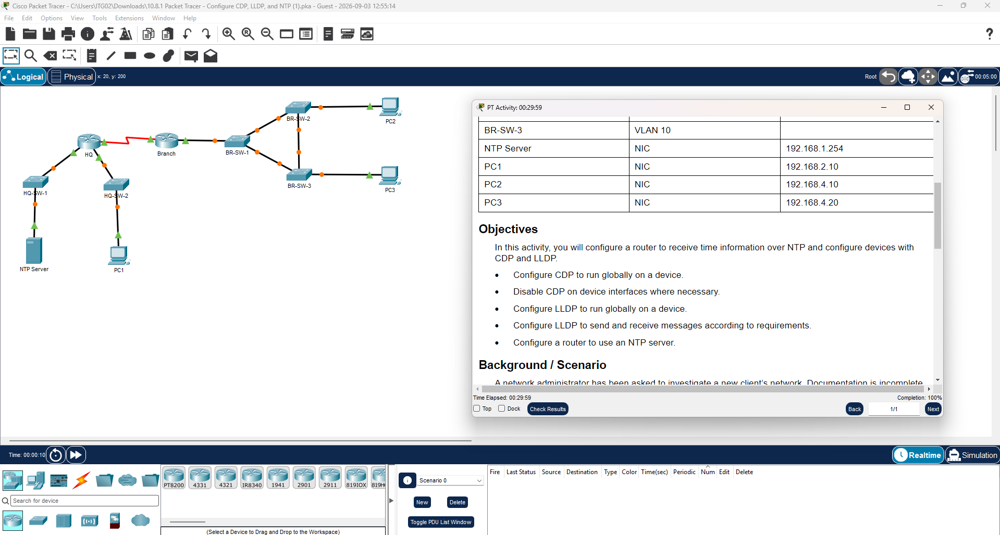 Cisco Packet Tracer - C:\Users\ITG02\Downloads\10.8.1 Packet Tracer - Configure CDP, LLDP, and NTP (1).pka - Guest - 2026-09-03 12:55:14
File Edit Options View Tools Extensions Window Help
?
Logical Physical x: 20, y: 200 Root 00:05:00
PC2
BR-SW-2
HQ
Branch
BR-SW-1
BR-SW-3
PC3
HQ-SW-1
HQ-SW-2
NTP Server
PC1
PT Activity: 00:29:59
BR-SW-3 VLAN 10
NTP Server NIC 192.168.1.254
PC1 NIC 192.168.2.10
PC2 NIC 192.168.4.10
PC3 NIC 192.168.4.20
Objectives
In this activity, you will configure a router to receive time information over NTP and configure devices with
CDP and LLDP.
• Configure CDP to run globally on a device.
• Disable CDP on device interfaces where necessary.
• Configure LLDP to run globally on a device.
• Configure LLDP to send and receive messages according to requirements.
• Configure a router to use an NTP server.
Background / Scenario
A network administrator has been asked to investigate a new client's network. Documentation is incomplete
Time Elapsed: 00:29:59 Completion: 100%
Top Dock Check Results Back 1/1 Next
Time: 00:00:10 Realtime Simulation
PT8200 4331 4321 IR8340 1941 2901 2911 819IOX 819H
Search for device
(Select a Device to Drag and Drop to the Workspace)
Scenario 0
New Delete
Toggle PDU List Window
Fire Last Status Source Destination Type Color Time(sec) Periodic Num Edit Delete